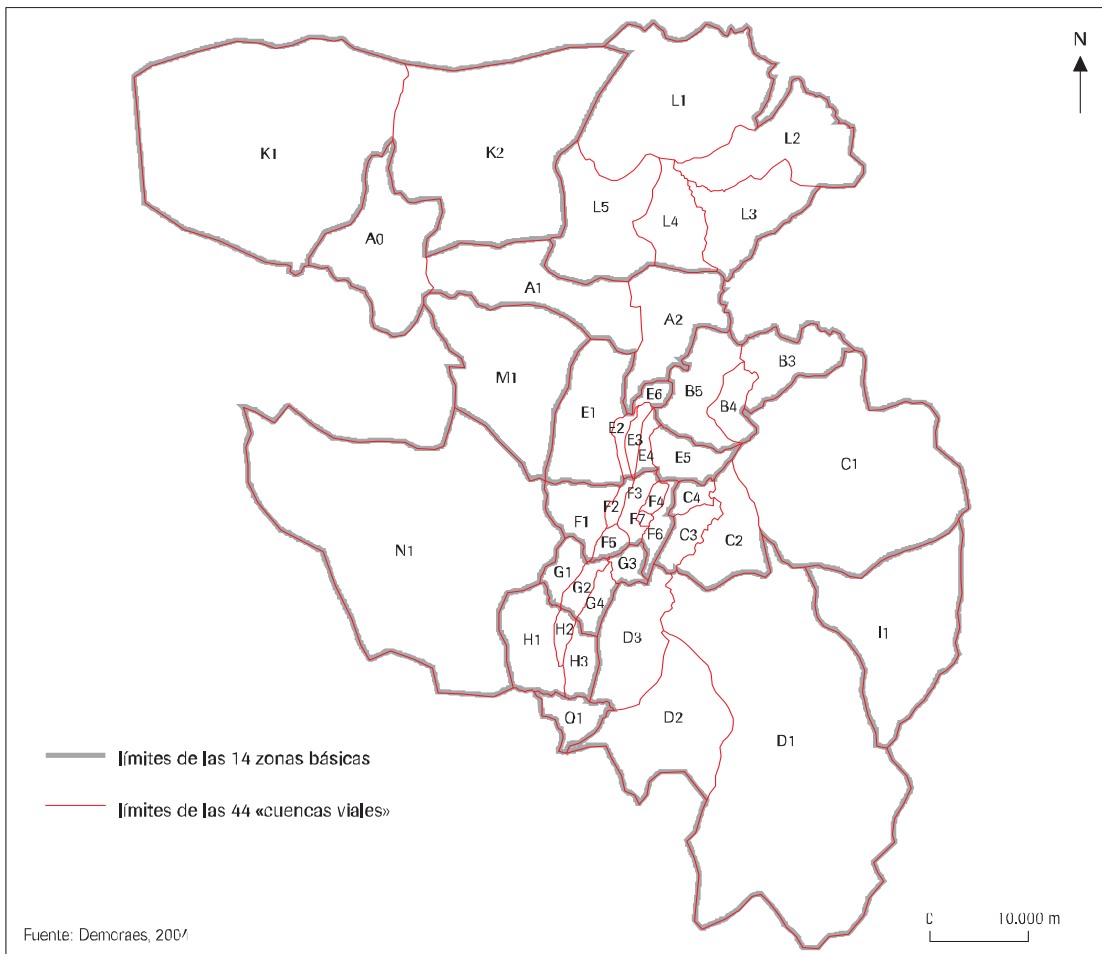 N
L1
L2
K1
K2
L5
L4
L3
A0
A1
A2
B3
M1
E6
B5
B4
E1
E2
E3
E4
E5
C1
F3
F2
F4
C4
F1
F7
F6
F5
C3
C2
N1
G1
G3
G2
G4
H2
H1
D3
I1
H3
O1
D2
D1
límites de las 14 zonas básicas
límites de las 44 «cuencas viales»
Fuente: Demoraes, 2004
0 10.000 m